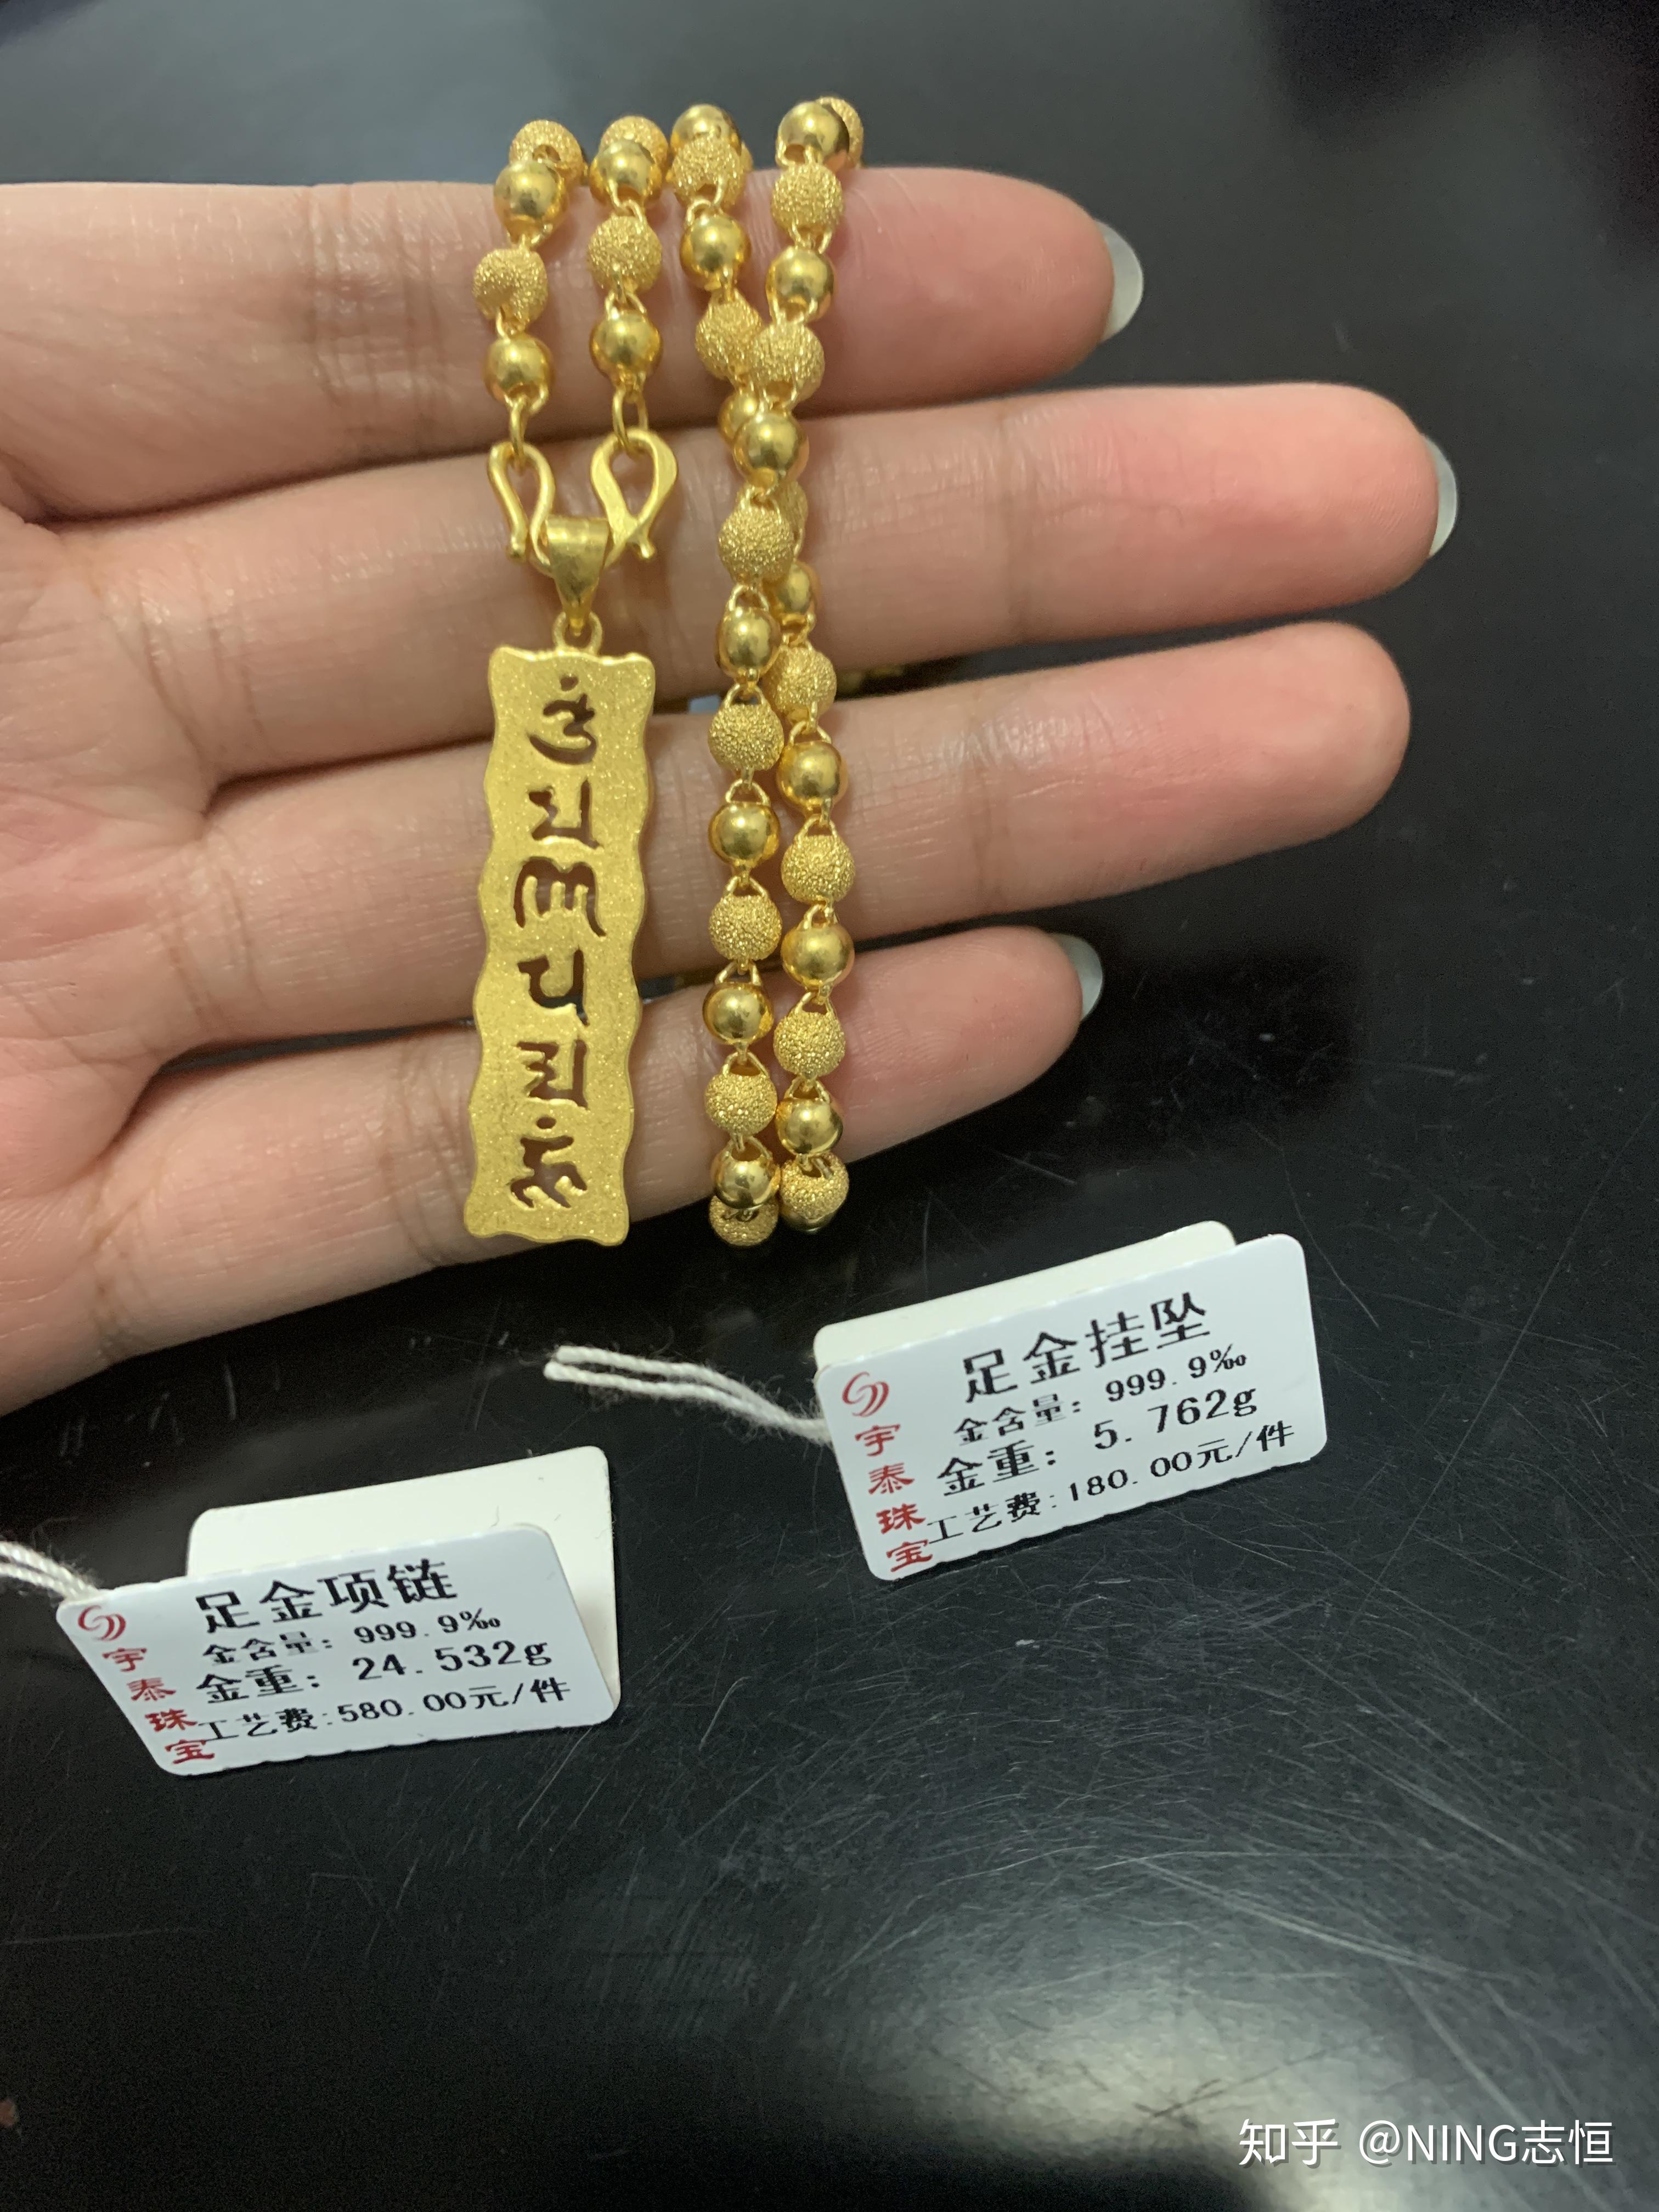 足金挂坠
金含量: 999.9‰
金重: 5.762g
工艺费:180.00元/件
宇泰珠宝
足金项链
金含量: 999.9‰
金重: 24.532g
工艺费:580.00元/件
宇泰珠宝
知乎 @NING志恒